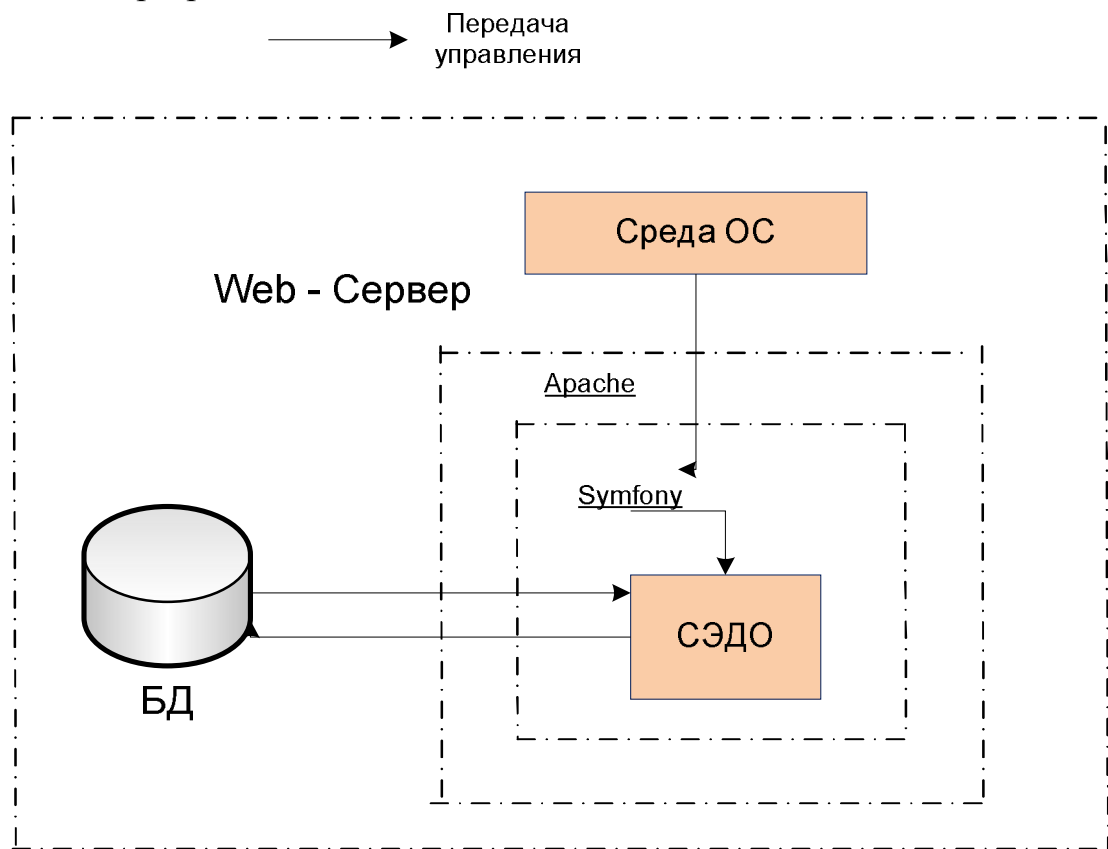 Передача
управления
Среда ОС
Web - Сервер
Apache
Symfony
СЭДО
БД